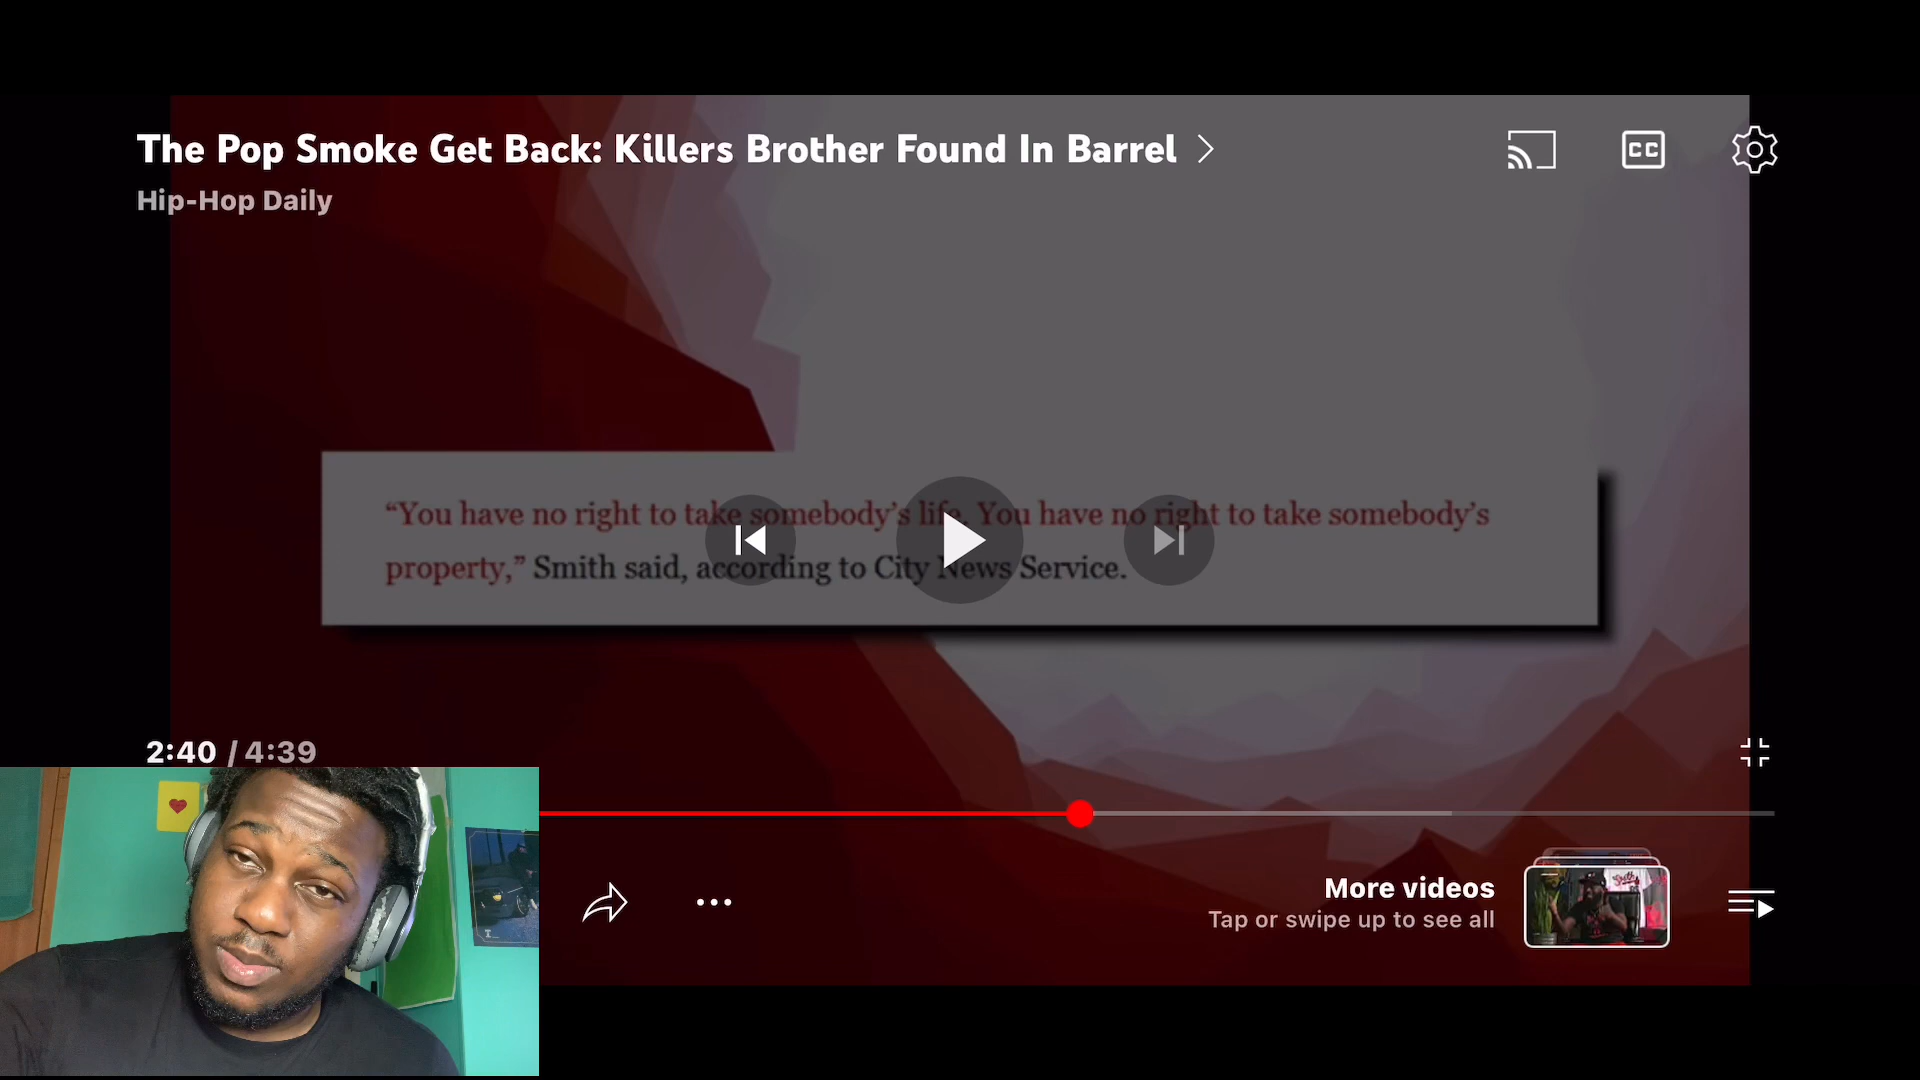 The Pop Smoke Get Back: Killers Brother Found In Barrel
CC
Hip-Hop Daily
“You have no right to take somebody’s life. You have no right to take somebody’s
property,” Smith said, according to City News Service.
2:40 / 4:39
More videos
Tap or swipe up to see all